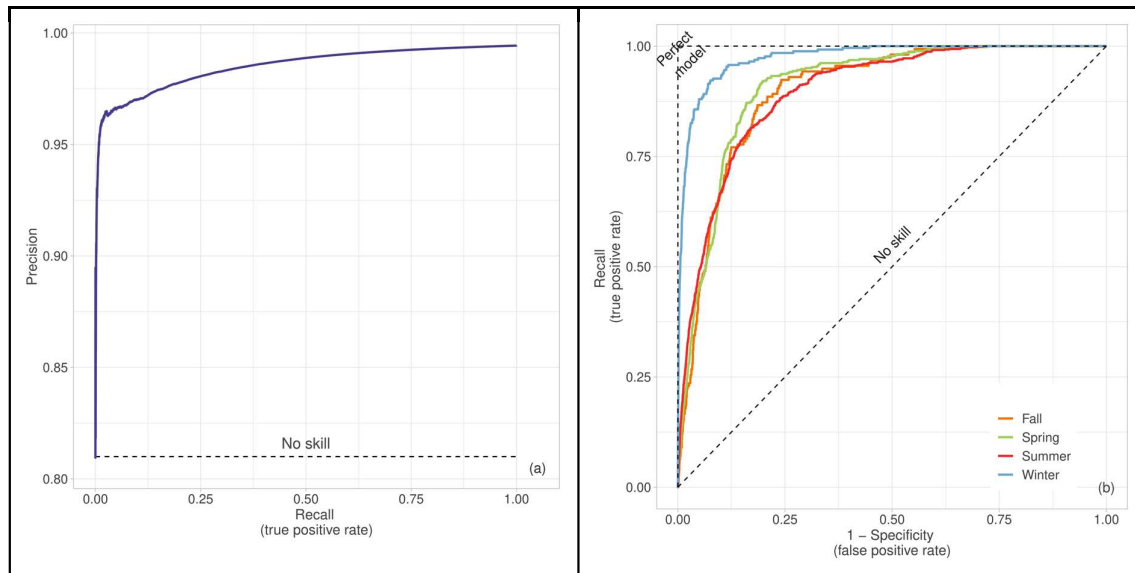 1.00
0.95
0.90
0.85
0.80
Precision
No skill
(a)
0.00
0.25
0.50
0.75
1.00
Recall
(true positive rate)
1.00
0.75
0.50
0.25
0.00
Recall
(true positive rate)
Perfect
model
No skill
Fall
Spring
Summer
Winter
(b)
0.00
0.25
0.50
0.75
1.00
1 − Specificity
(false positive rate)